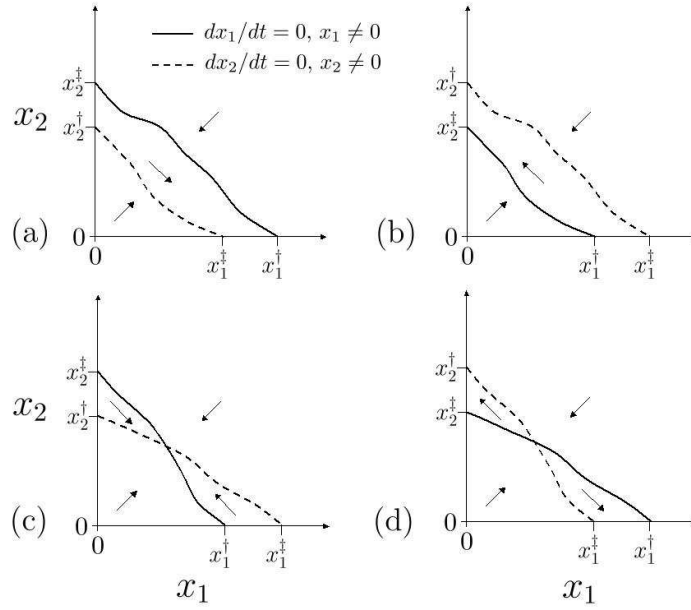 dx₁/dt = 0, x₁ ≠ 0
dx₂/dt = 0, x₂ ≠ 0
x₂
x₂‡
x₂†
0
(a)
0
x₁‡
x₁†
x₂†
x₂‡
0
(b)
0
x₁†
x₁‡
x₂
x₂‡
x₂†
0
(c)
0
x₁†
x₁‡
x₁
x₂†
x₂‡
0
(d)
0
x₁‡
x₁†
x₁